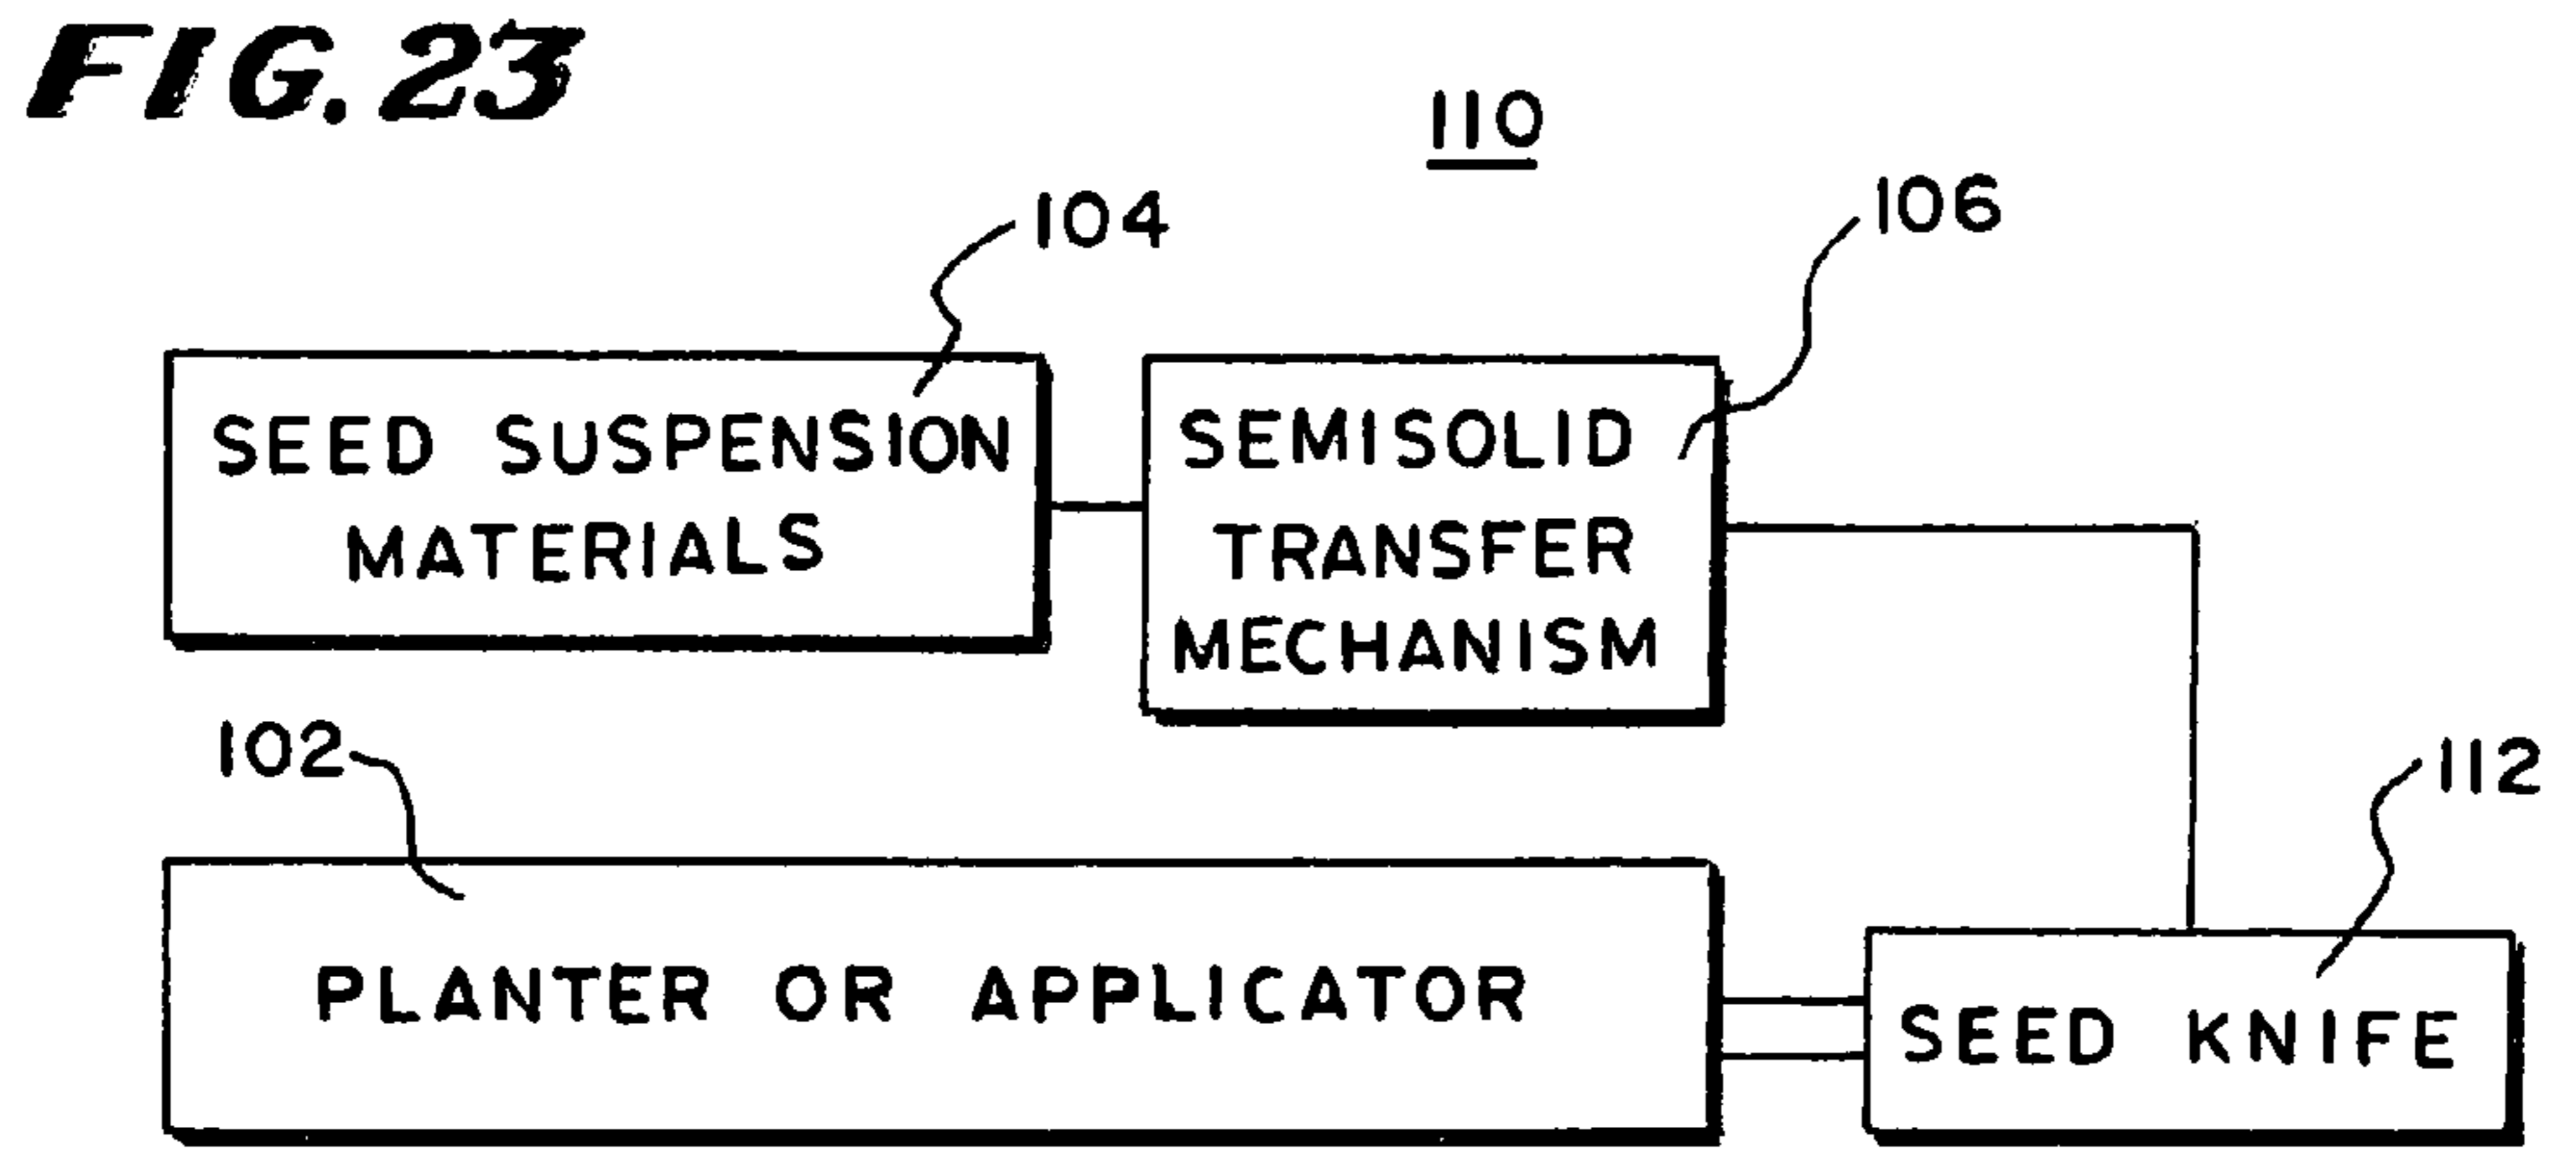 FIG. 23
110
104
106
SEED SUSPENSION
MATERIALS
SEMISOLID
TRANSFER
MECHANISM
102
112
PLANTER OR APPLICATOR
SEED KNIFE